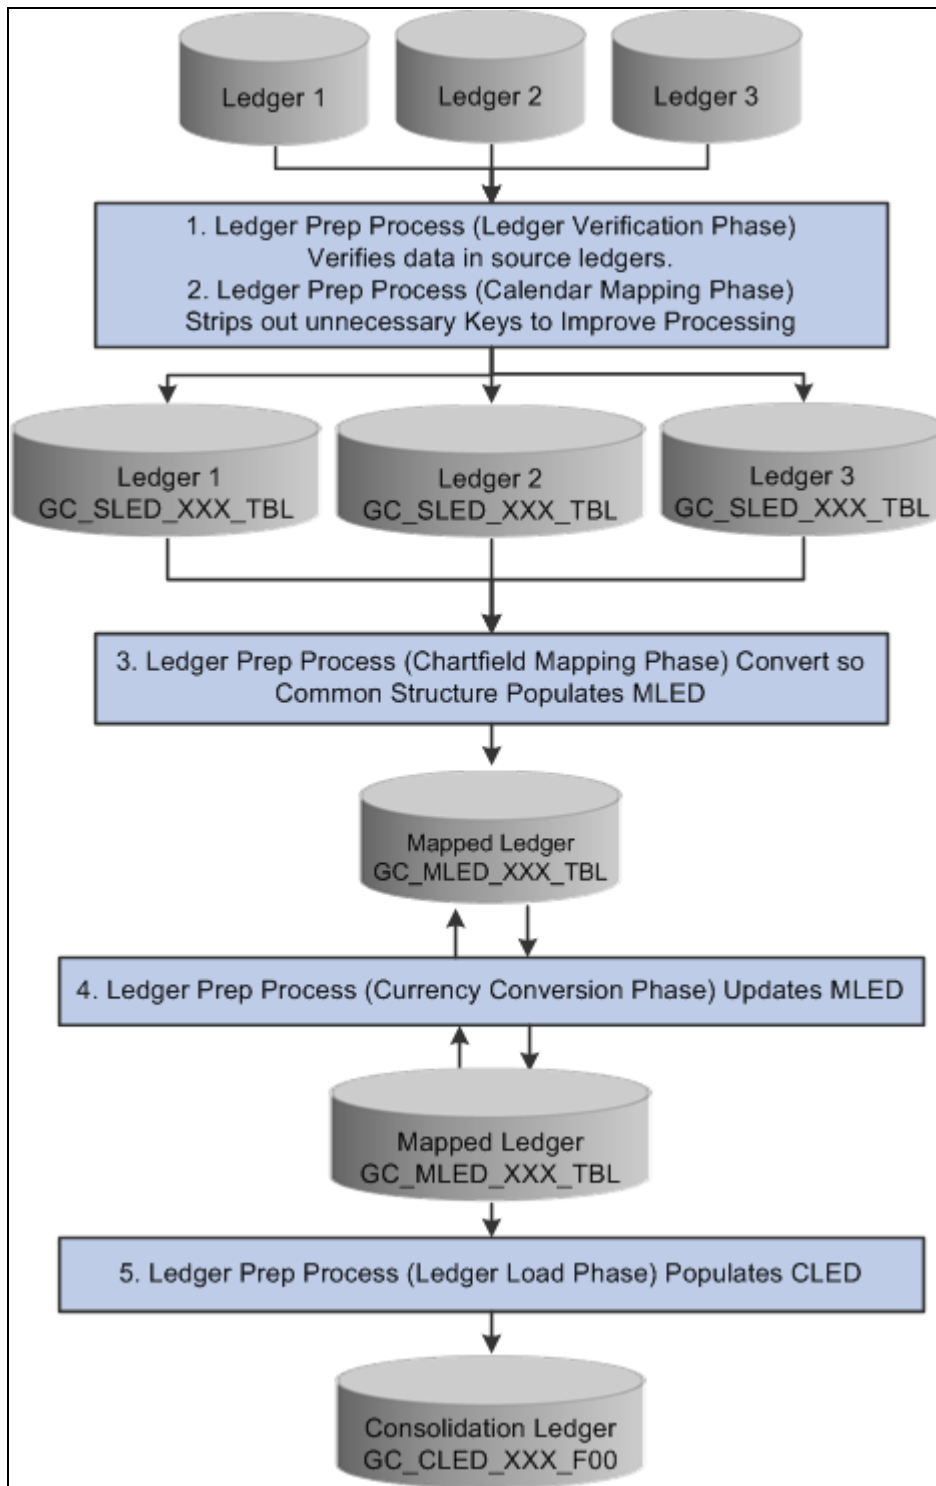 Ledger 1
Ledger 2
Ledger 3
1. Ledger Prep Process (Ledger Verification Phase)
Verifies data in source ledgers.
2. Ledger Prep Process (Calendar Mapping Phase)
Strips out unnecessary Keys to Improve Processing
Ledger 1
GC_SLED_XXX_TBL
Ledger 2
GC_SLED_XXX_TBL
Ledger 3
GC_SLED_XXX_TBL
3. Ledger Prep Process (Chartfield Mapping Phase) Convert so
Common Structure Populates MLED
Mapped Ledger
GC_MLED_XXX_TBL
4. Ledger Prep Process (Currency Conversion Phase) Updates MLED
Mapped Ledger
GC_MLED_XXX_TBL
5. Ledger Prep Process (Ledger Load Phase) Populates CLED
Consolidation Ledger
GC_CLED_XXX_F00